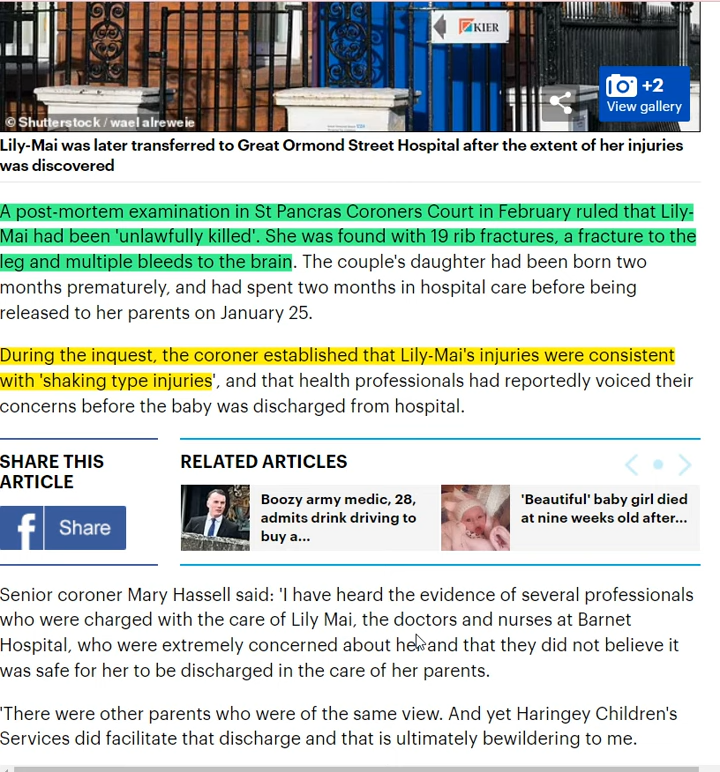 KIER
+2
View gallery
© Shutterstock / wael alreweie
Lily-Mai was later transferred to Great Ormond Street Hospital after the extent of her injuries
was discovered
A post-mortem examination in St Pancras Coroners Court in February ruled that Lily-
Mai had been 'unlawfully killed'. She was found with 19 rib fractures, a fracture to the
leg and multiple bleeds to the brain. The couple's daughter had been born two
months prematurely, and had spent two months in hospital care before being
released to her parents on January 25.
During the inquest, the coroner established that Lily-Mai's injuries were consistent
with 'shaking type injuries', and that health professionals had reportedly voiced their
concerns before the baby was discharged from hospital.
SHARE THIS
ARTICLE
f Share
RELATED ARTICLES
Boozy army medic, 28,
admits drink driving to
buy a...
'Beautiful' baby girl died
at nine weeks old after...
Senior coroner Mary Hassell said: 'I have heard the evidence of several professionals
who were charged with the care of Lily Mai, the doctors and nurses at Barnet
Hospital, who were extremely concerned about her and that they did not believe it
was safe for her to be discharged in the care of her parents.
'There were other parents who were of the same view. And yet Haringey Children's
Services did facilitate that discharge and that is ultimately bewildering to me.